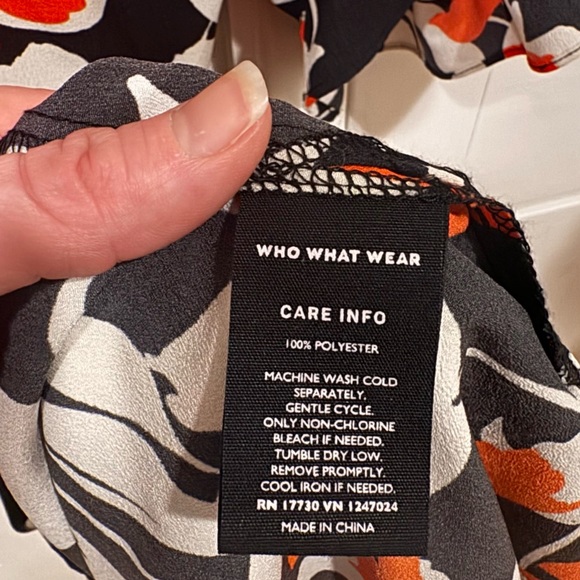 WHO WHAT WEAR
CARE INFO
100% POLYESTER
MACHINE WASH COLD
SEPARATELY.
GENTLE CYCLE.
ONLY NON-CHLORINE
BLEACH IF NEEDED.
TUMBLE DRY LOW.
REMOVE PROMPTLY.
COOL IRON IF NEEDED.
RN 17730 VN 1247024
MADE IN CHINA